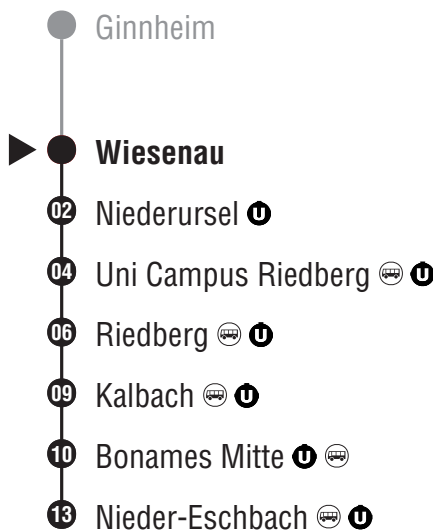 Ginnheim
Wiesenau
02 Niederursel U
04 Uni Campus Riedberg U
06 Riedberg U
09 Kalbach U
10 Bonames Mitte U
13 Nieder-Eschbach U